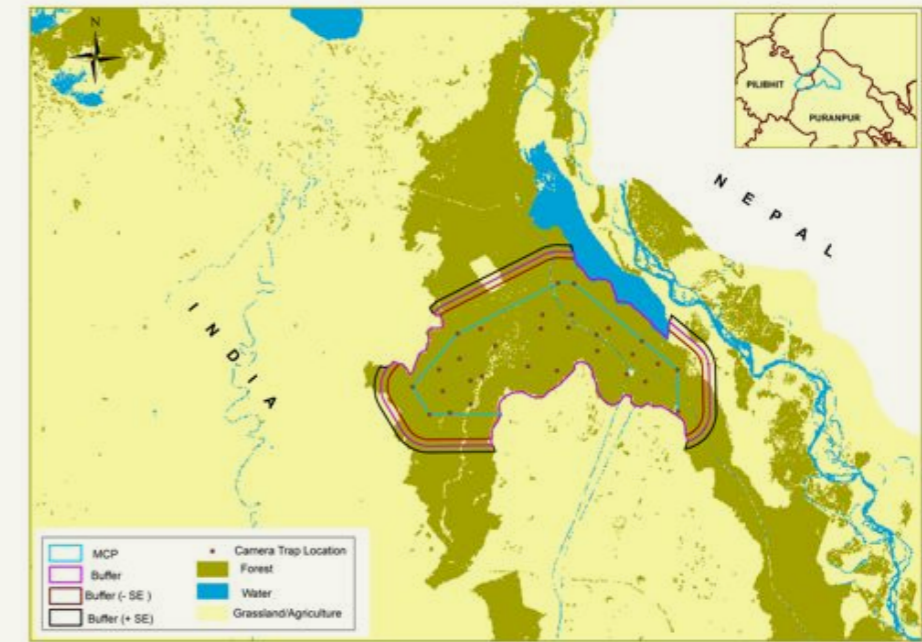 N
PILIBHIT
PURANPUR
NEPAL
INDIA
MCP
Buffer
Buffer (- SE )
Buffer (+ SE)
Camera Trap Location
Forest
Water
Grassland/Agriculture